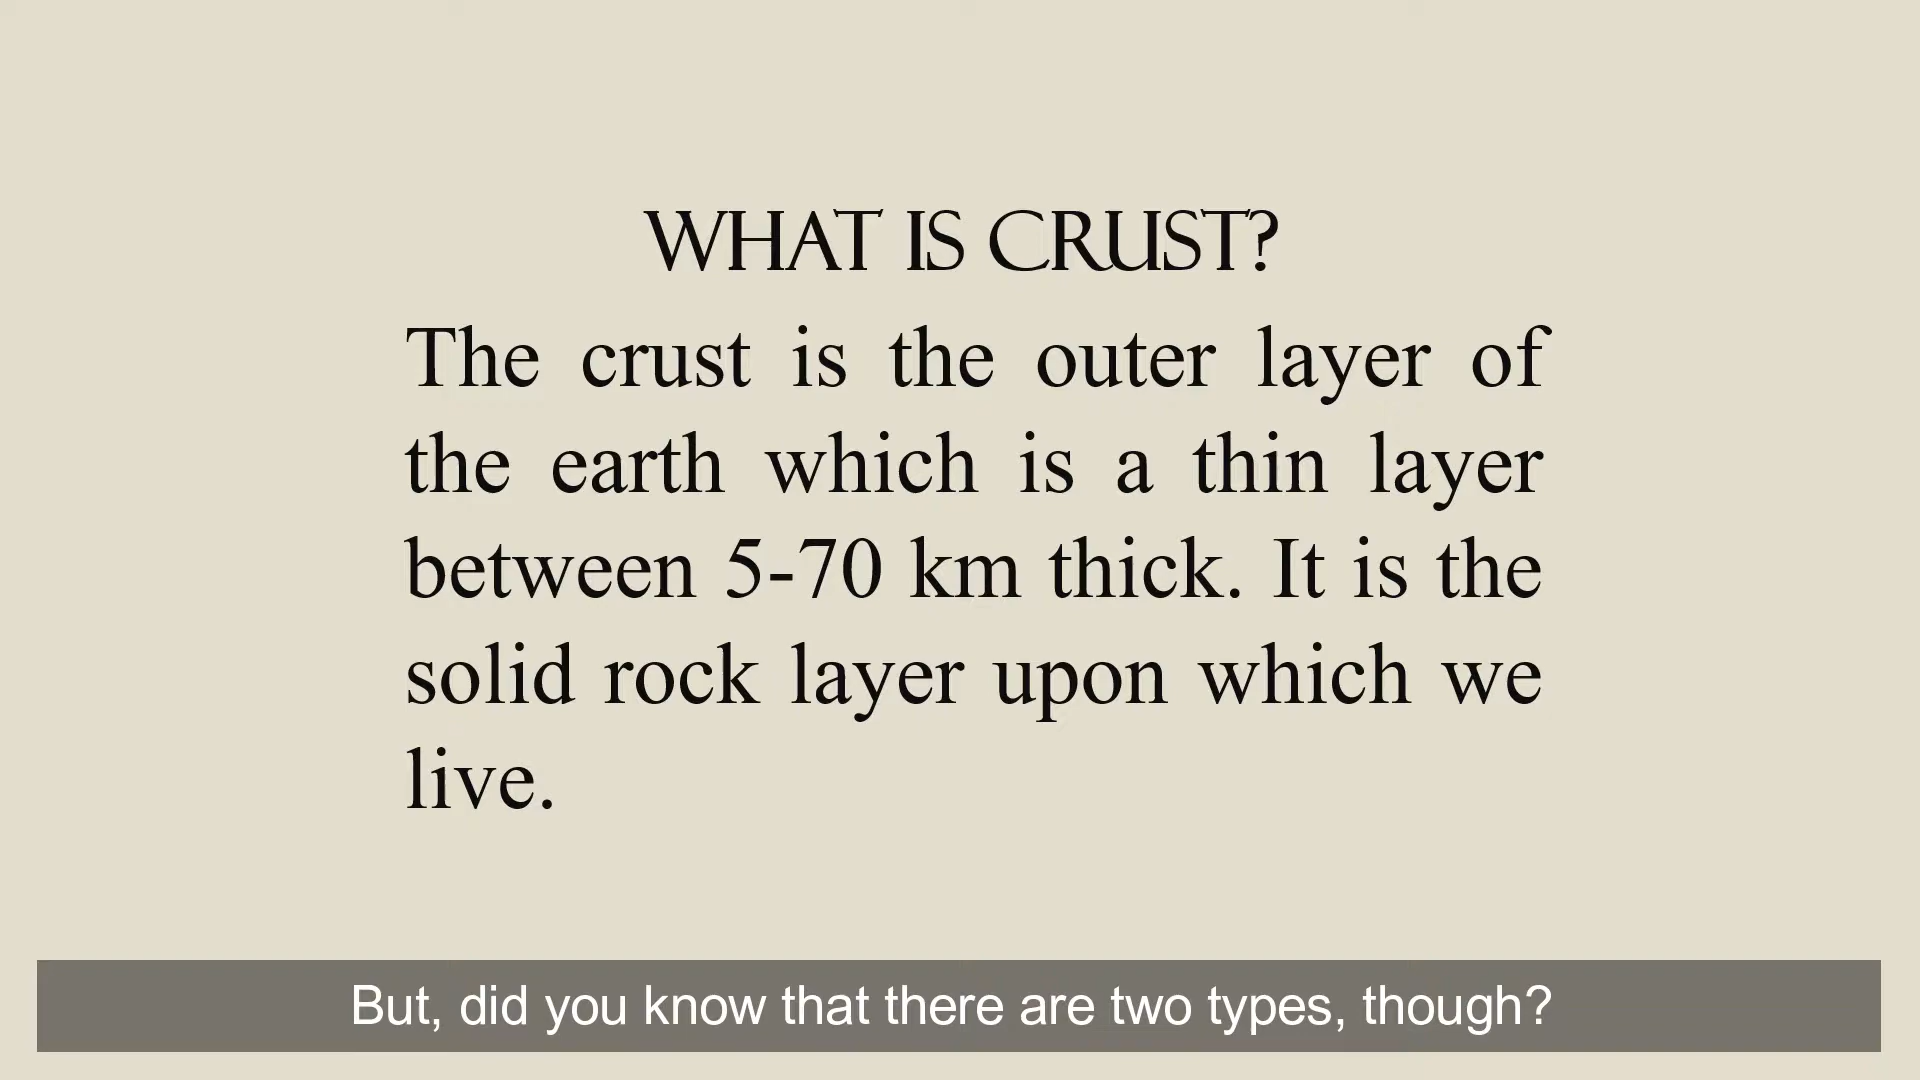 WHAT IS CRUST?
The crust is the outer layer of
the earth which is a thin layer
between 5-70 km thick. It is the
solid rock layer upon which we
live.
But, did you know that there are two types, though?